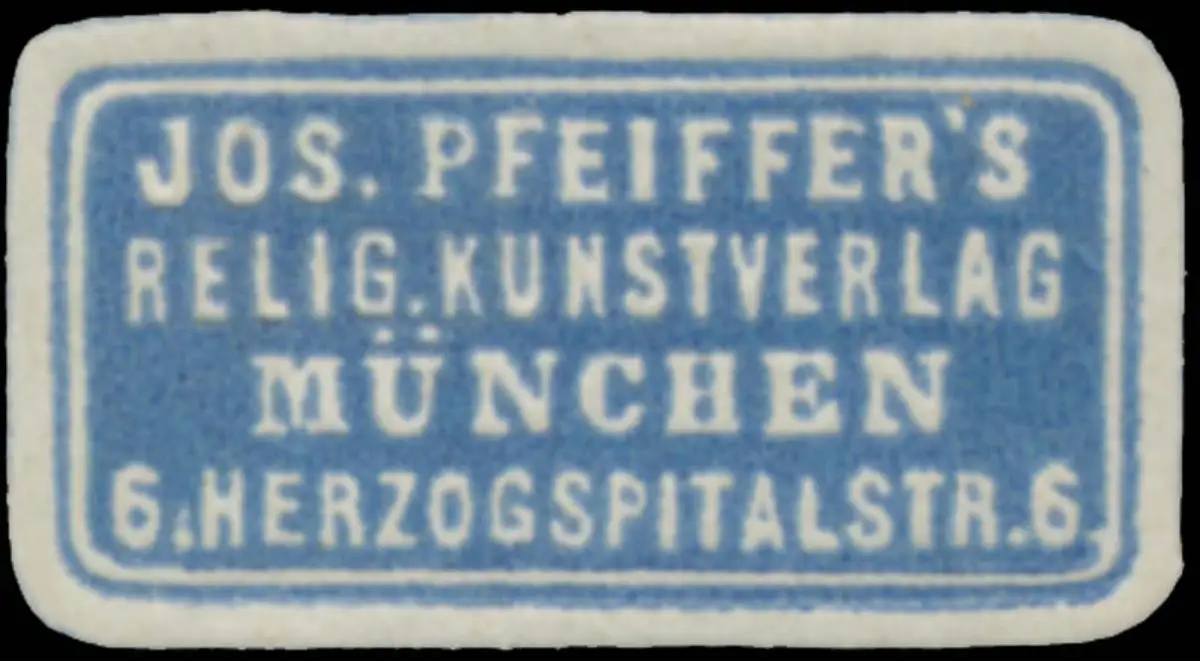 JOS. PFEIFFER'S
RELIG. KUNSTVERLAG
MÜNCHEN
6. HERZOGSPITALSTR. 6.